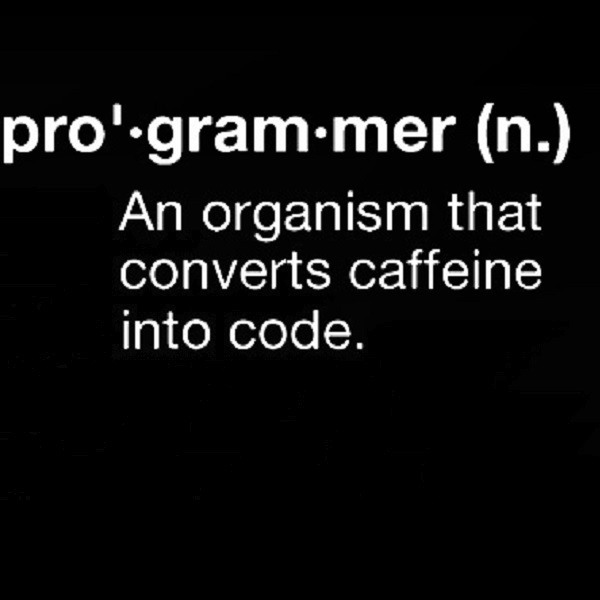 pro'·gram·mer (n.)
An organism that
converts caffeine
into code.